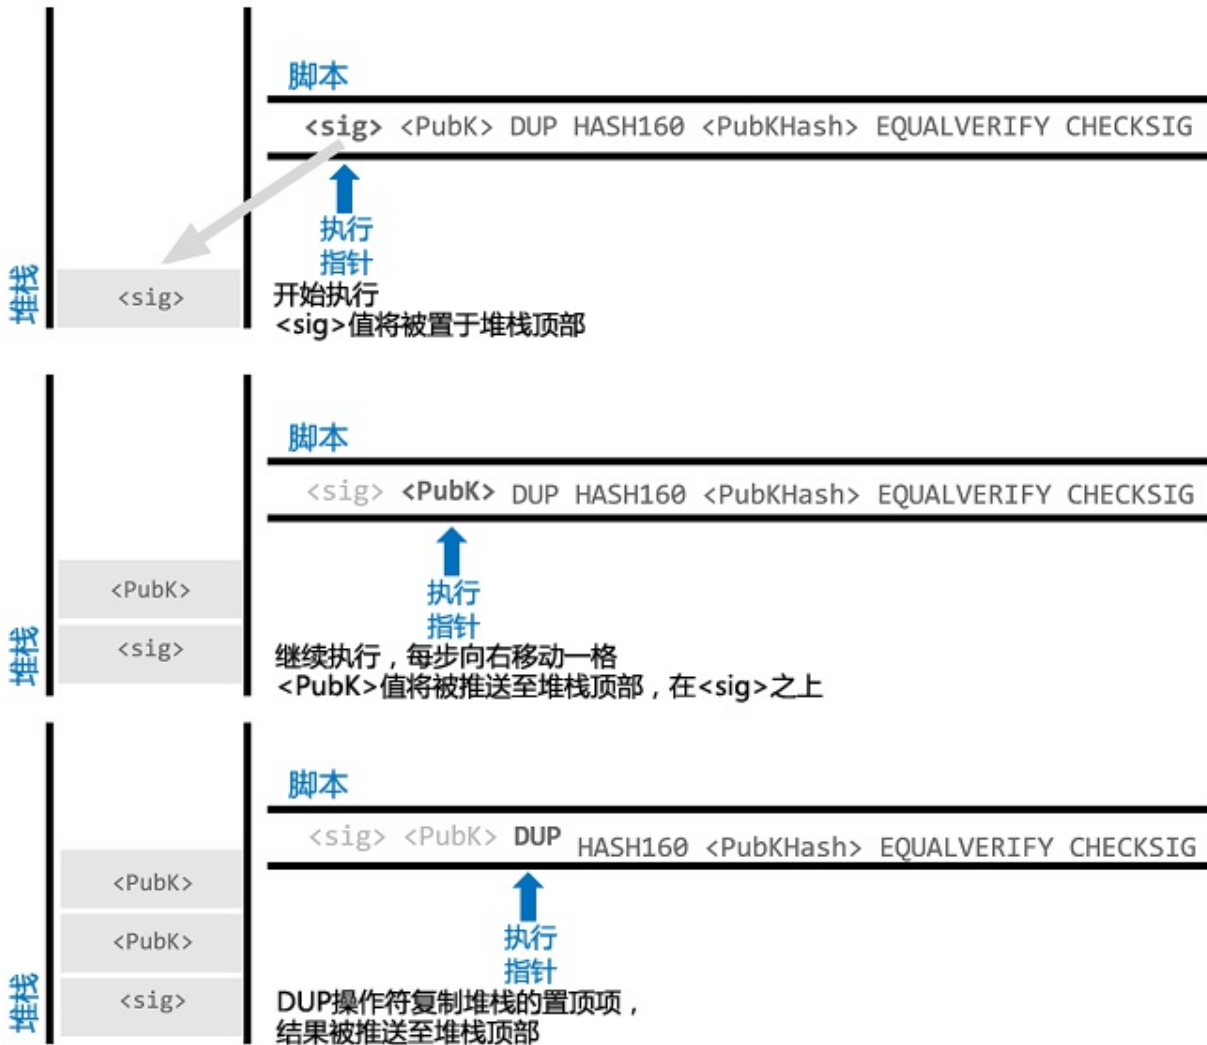 脚本
<sig> <PubK> DUP HASH160 <PubKHash> EQUALVERIFY CHECKSIG
执行
指针
堆栈
<sig>
开始执行
<sig>值将被置于堆栈顶部
脚本
<sig> <PubK> DUP HASH160 <PubKHash> EQUALVERIFY CHECKSIG
执行
指针
堆栈
<PubK>
<sig>
继续执行，每步向右移动一格
<PubK>值将被推送至堆栈顶部，在<sig>之上
脚本
<sig> <PubK> DUP HASH160 <PubKHash> EQUALVERIFY CHECKSIG
执行
指针
堆栈
<PubK>
<PubK>
<sig>
DUP操作符复制堆栈的置顶项，
结果被推送至堆栈顶部